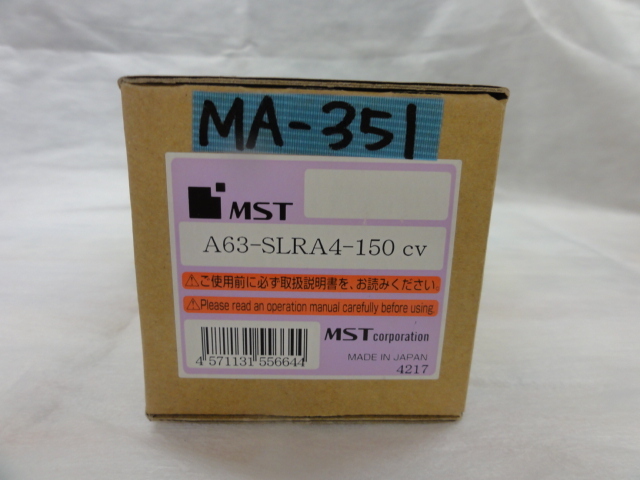 MA-351
MST
A63-SLRA4-150 cv
⚠ご使用前に必ず取扱説明書を、お読みください。
⚠Please read an operation manual carefully before using.
4 571131 556644
MST corporation
MADE IN JAPAN
4217